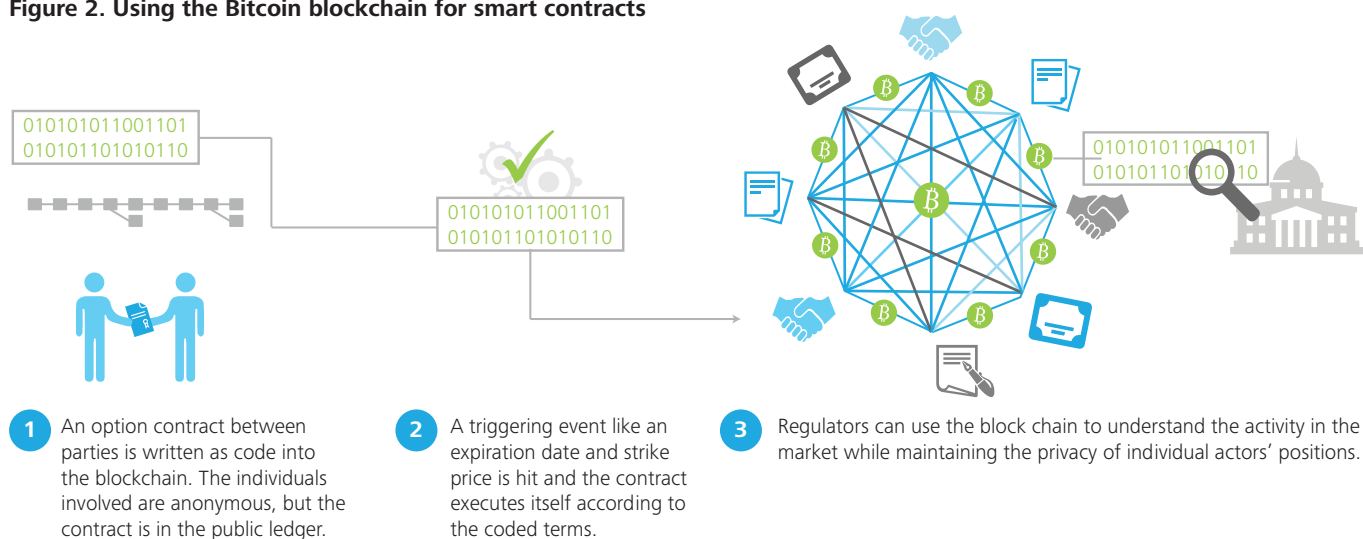 Figure 2. Using the Bitcoin blockchain for smart contracts
010101011001101
010101101010110
010101011001101
010101101010110
010101011001101
010101101010110
1
An option contract between
parties is written as code into
the blockchain. The individuals
involved are anonymous, but the
contract is in the public ledger.
2
A triggering event like an
expiration date and strike
price is hit and the contract
executes itself according to
the coded terms.
3
Regulators can use the block chain to understand the activity in the
market while maintaining the privacy of individual actors’ positions.